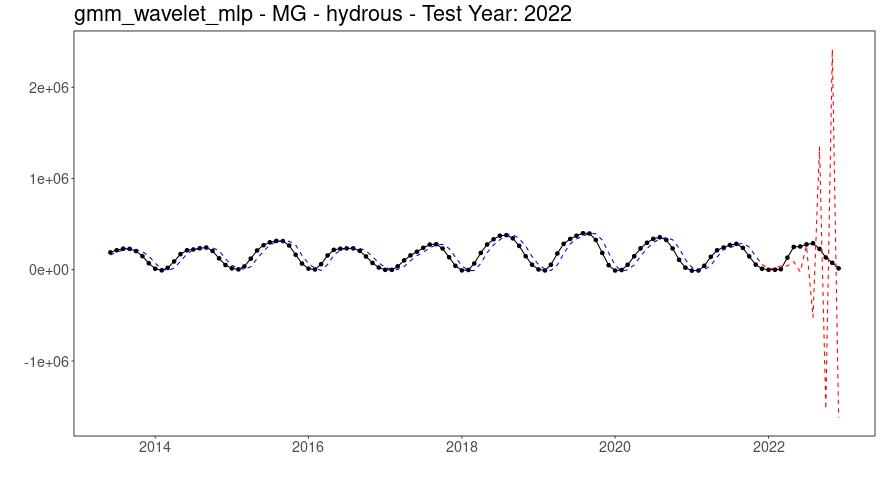 gmm_wavelet_mlp - MG - hydrous - Test Year: 2022
2e+06
1e+06
0e+00
-1e+06
2014 2016 2018 2020 2022